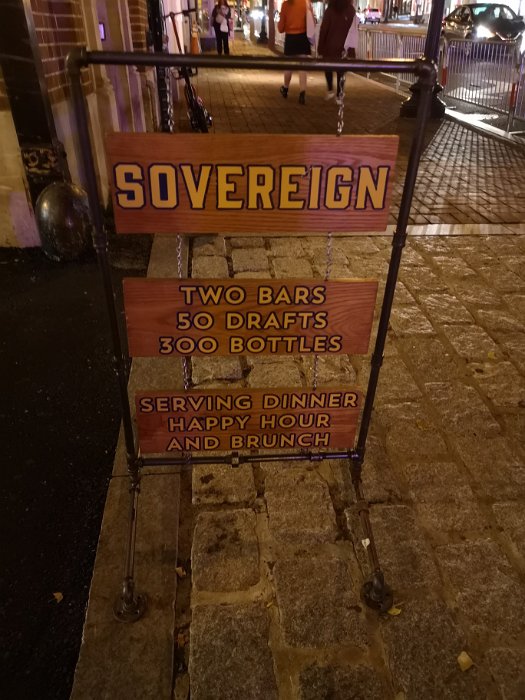 SOVEREIGN
TWO BARS
50 DRAFTS
300 BOTTLES
SERVING DINNER
HAPPY HOUR
AND BRUNCH